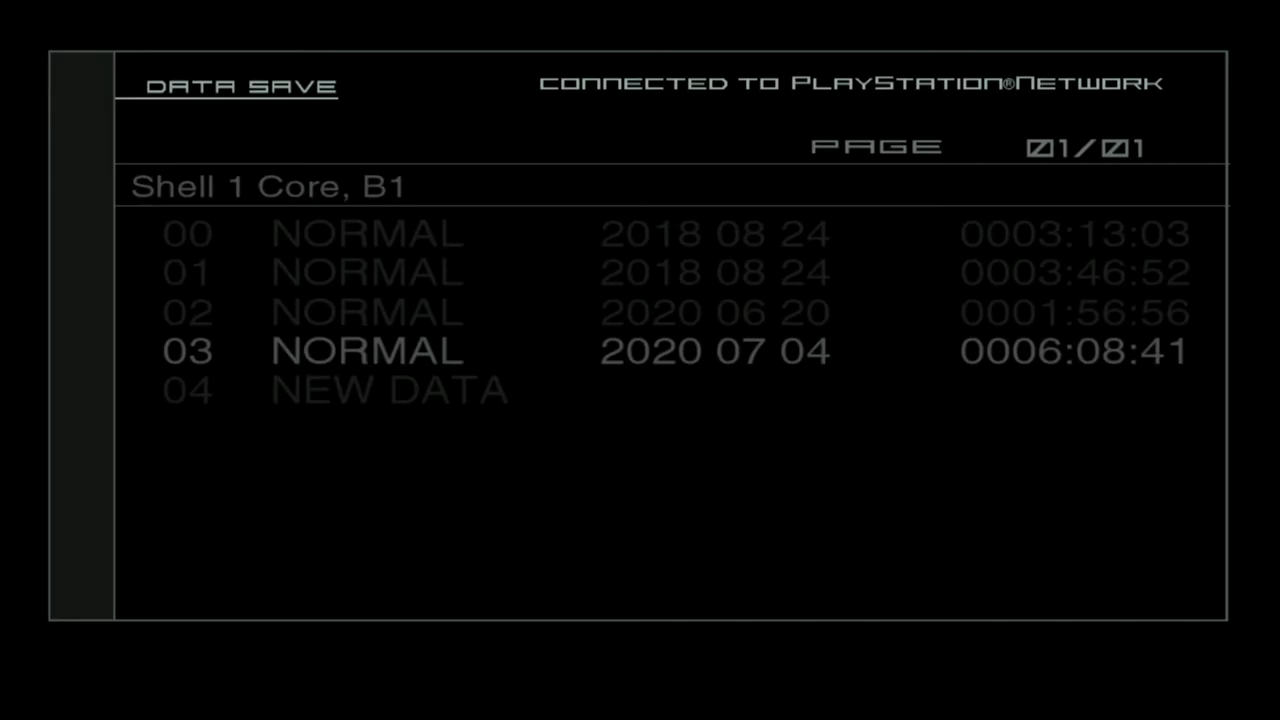 DATA SAVE CONNECTED TO PLAYSTATION®NETWORK
PAGE 01/01
Shell 1 Core, B1
00 NORMAL 2018 08 24 0003:13:03
01 NORMAL 2018 08 24 0003:46:52
02 NORMAL 2020 06 20 0001:56:56
03 NORMAL 2020 07 04 0006:08:41
04 NEW DATA